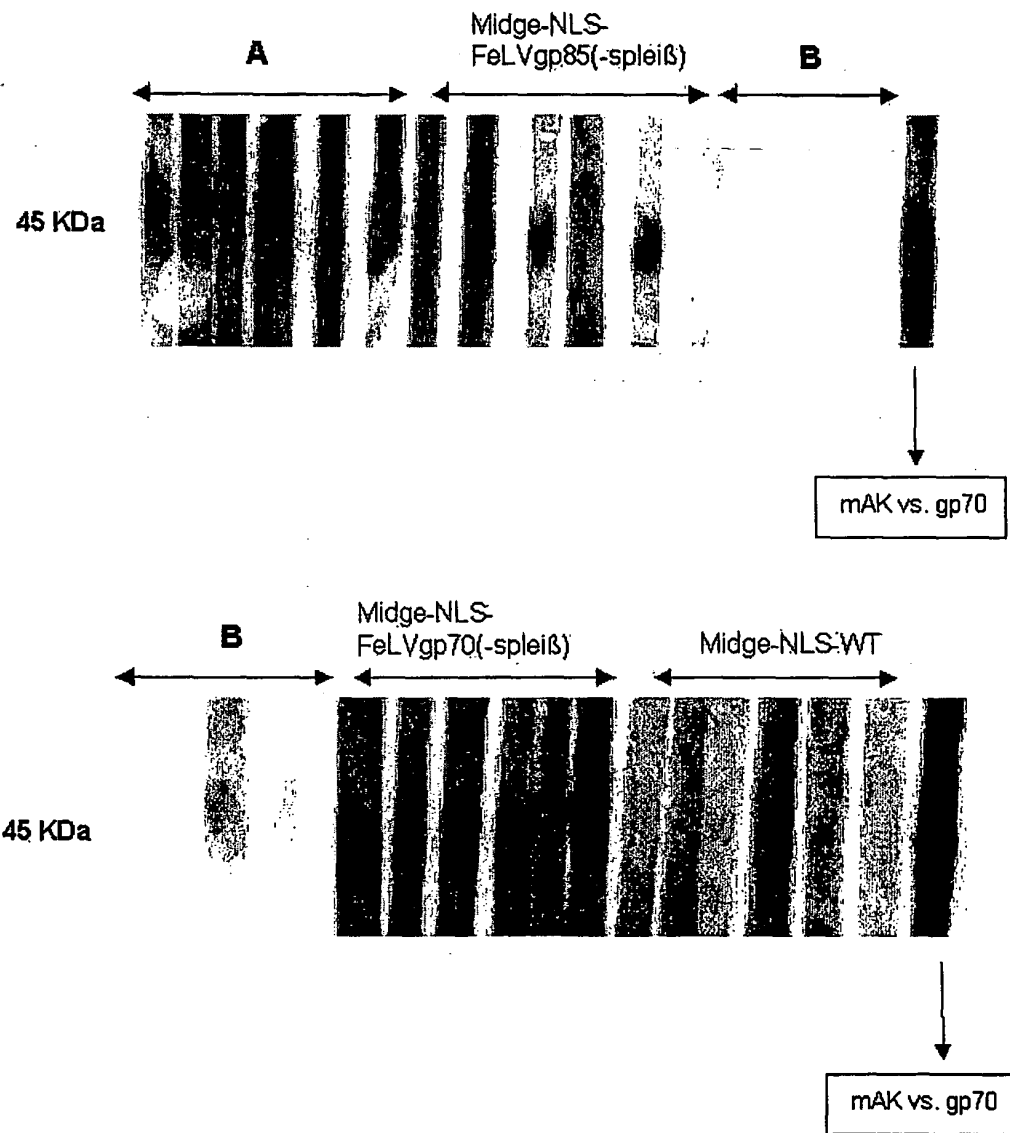 A
Midge-NLS-
FeLVgp85(-spleiß)
B
45 KDa
mAK vs. gp70
B
Midge-NLS-
FeLVgp70(-spleiß)
Midge-NLS-WT
45 KDa
mAK vs. gp70